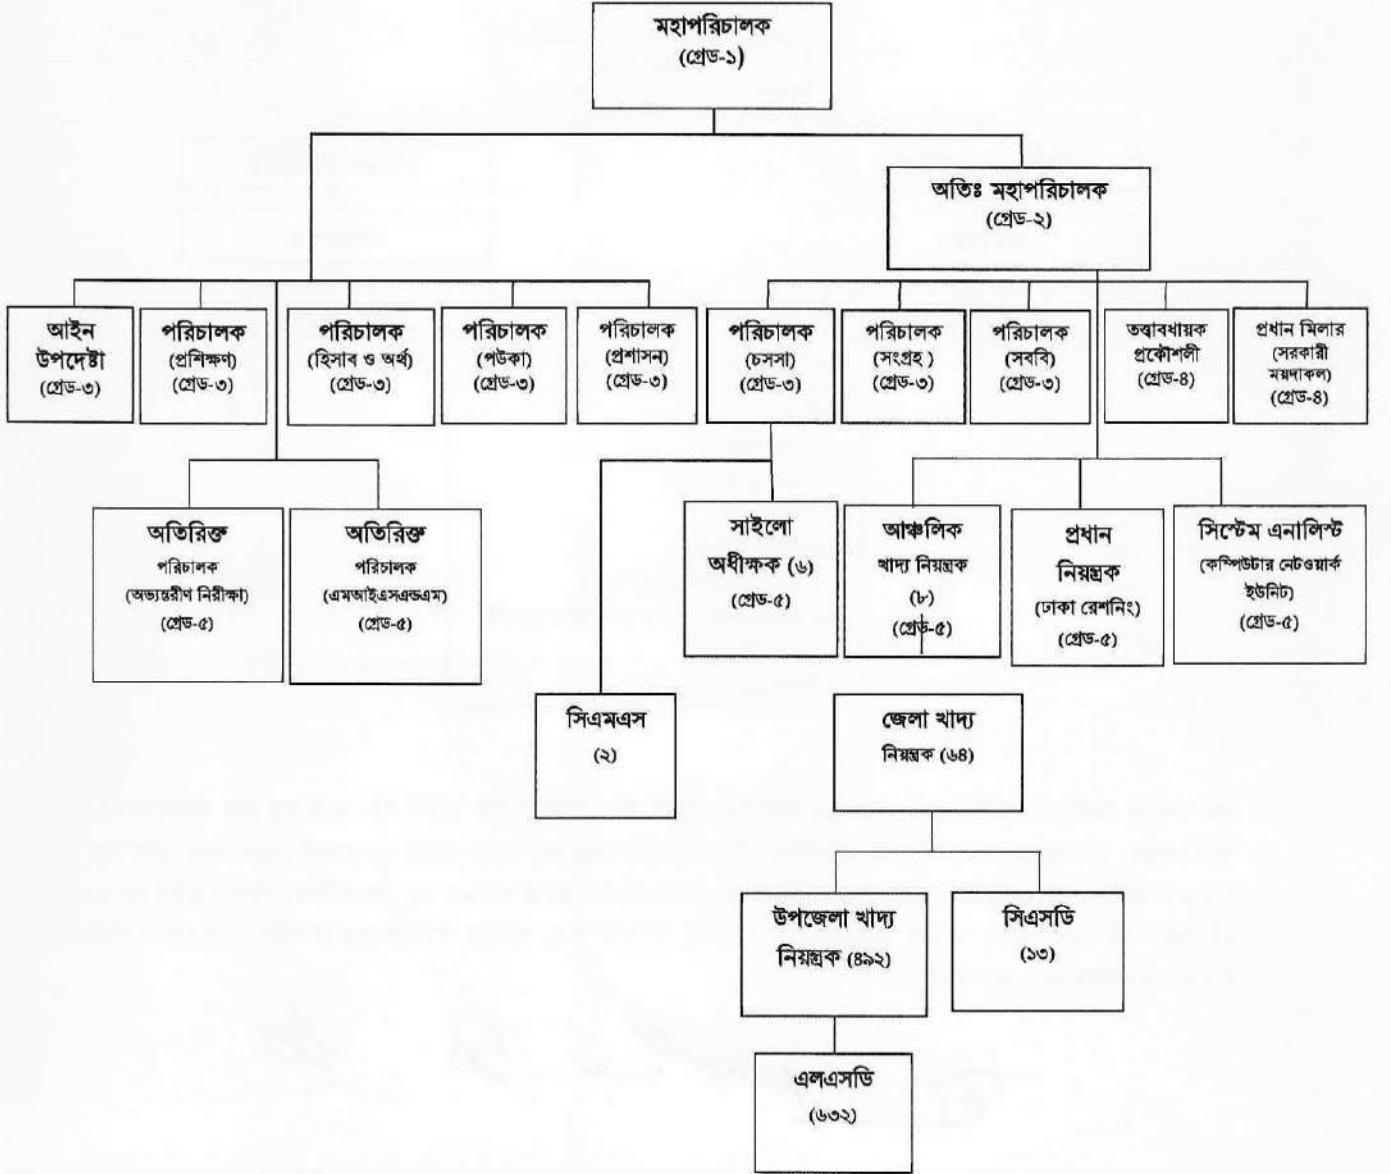 মহাপরিচালক
(গ্রেড-১)
অতিঃ মহাপরিচালক
(গ্রেড-২)
আইন
উপদেষ্টা
(গ্রেড-৩)
পরিচালক
(প্রশিক্ষণ)
(গ্রেড-৩)
পরিচালক
(হিসাব ও অর্থ)
(গ্রেড-৩)
পরিচালক
(পউকা)
(গ্রেড-৩)
পরিচালক
(প্রশাসন)
(গ্রেড-৩)
পরিচালক
(চসসা)
(গ্রেড-৩)
পরিচালক
(সংগ্রহ)
(গ্রেড-৩)
পরিচালক
(সববি)
(গ্রেড-৩)
তত্তাবধায়ক
প্রকৌশলী
(গ্রেড-৪)
প্রধান মিলার
(সরকারী
ময়দাকল)
(গ্রেড-৪)
অতিরিক্ত
পরিচালক
(অভ্যন্তরীণ নিরীক্ষা)
(গ্রেড-৫)
অতিরিক্ত
পরিচালক
(এমআইএসএন্ডএম)
(গ্রেড-৫)
সাইলো
অধীক্ষক (৬)
(গ্রেড-৫)
আঞ্চলিক
খাদ্য নিয়ন্ত্রক
(৮)
(গ্রেড-৫)
প্রধান
নিয়ন্ত্রক
(ঢাকা রেশনিং)
(গ্রেড-৫)
সিস্টেম এনালিস্ট
(কম্পিউটার নেটওয়ার্ক
ইউনিট)
(গ্রেড-৫)
সিএমএস
(২)
জেলা খাদ্য
নিয়ন্ত্রক (৬৪)
উপজেলা খাদ্য
নিয়ন্ত্রক (৪৯২)
সিএসডি
(১৩)
এলএসডি
(৬৩২)